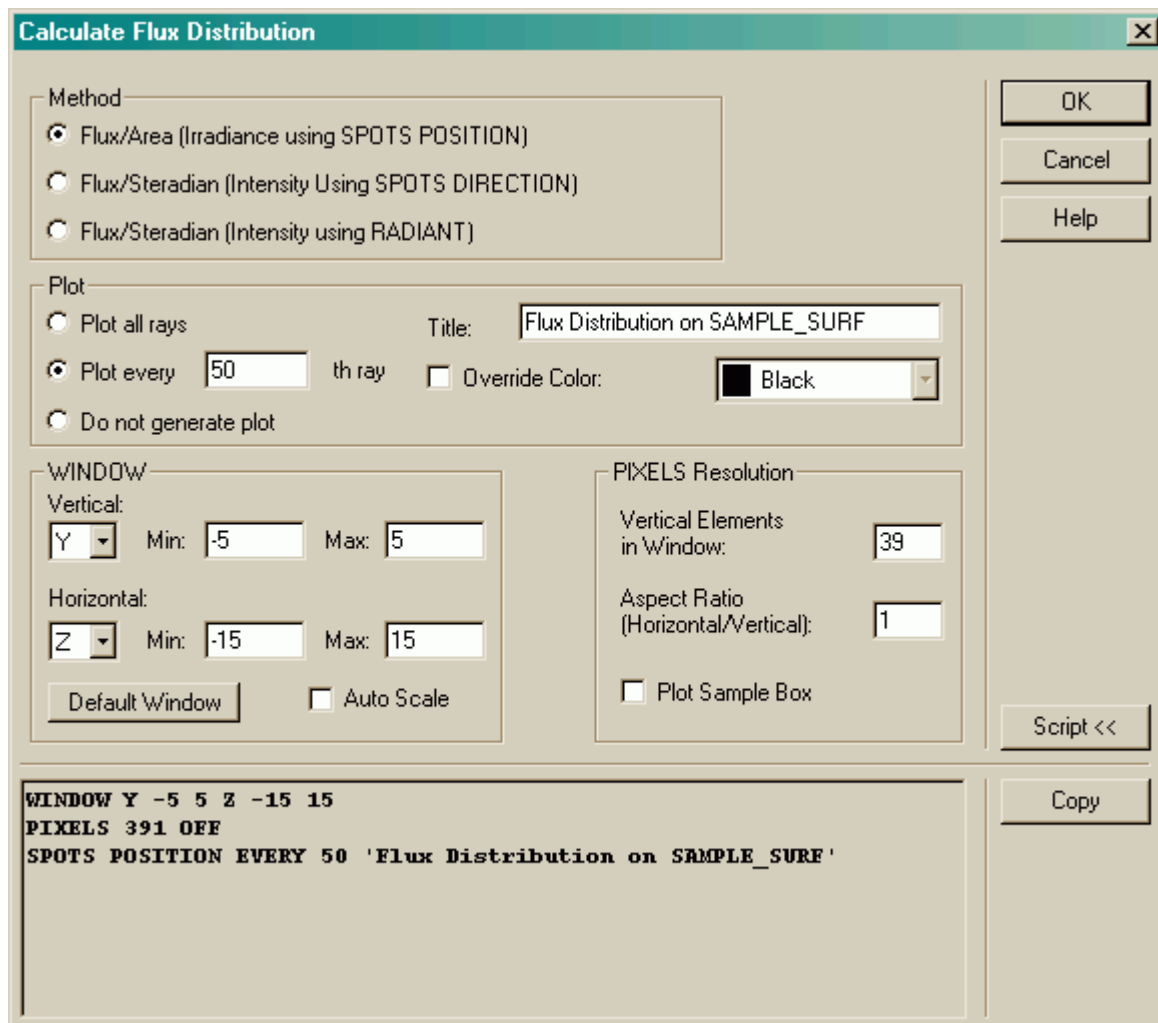 Calculate Flux Distribution
Method
Flux/Area (Irradiance using SPOTS POSITION)
Flux/Steradian (Intensity Using SPOTS DIRECTION)
Flux/Steradian (Intensity using RADIANT)
OK
Cancel
Help
Plot
Plot all rays
Title: Flux Distribution on SAMPLE_SURF
Plot every 50 th ray
Override Color: Black
Do not generate plot
WINDOW
Vertical:
Y Min: -5 Max: 5
Horizontal:
Z Min: -15 Max: 15
Default Window Auto Scale
PIXELS Resolution
Vertical Elements
in Window: 39
Aspect Ratio
(Horizontal/Vertical): 1
Plot Sample Box
Script <<
WINDOW Y -5 5 Z -15 15
PIXELS 391 OFF
SPOTS POSITION EVERY 50 'Flux Distribution on SAMPLE_SURF'
Copy